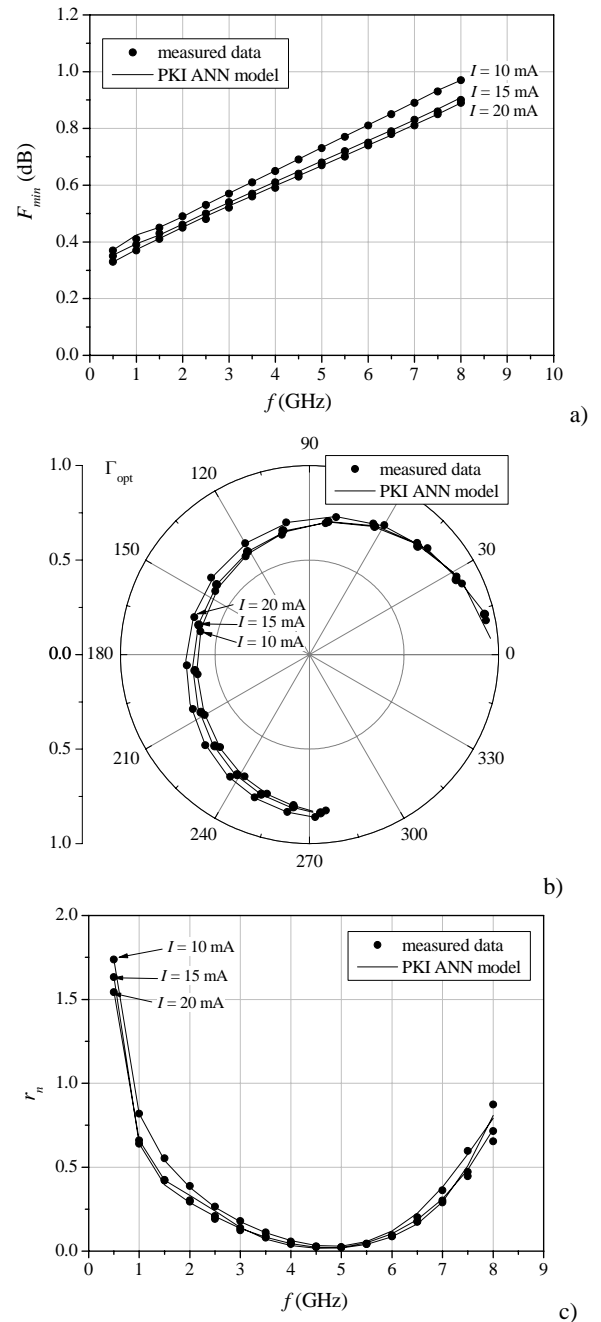 1.2
1.0
0.8
0.6
0.4
0.2
0.0
F_min (dB)
measured data
PKI ANN model
I = 10 mA
I = 15 mA
I = 20 mA
0 1 2 3 4 5 6 7 8 9 10
f (GHz)
a)
1.0
0.5
0.0
0.5
1.0
Γopt
90
120
150
180
210
240
270
300
330
0
30
measured data
PKI ANN model
I = 20 mA
I = 15 mA
I = 10 mA
b)
2.0
1.5
1.0
0.5
0.0
r_n
I = 10 mA
I = 15 mA
I = 20 mA
measured data
PKI ANN model
0 1 2 3 4 5 6 7 8 9
f (GHz)
c)